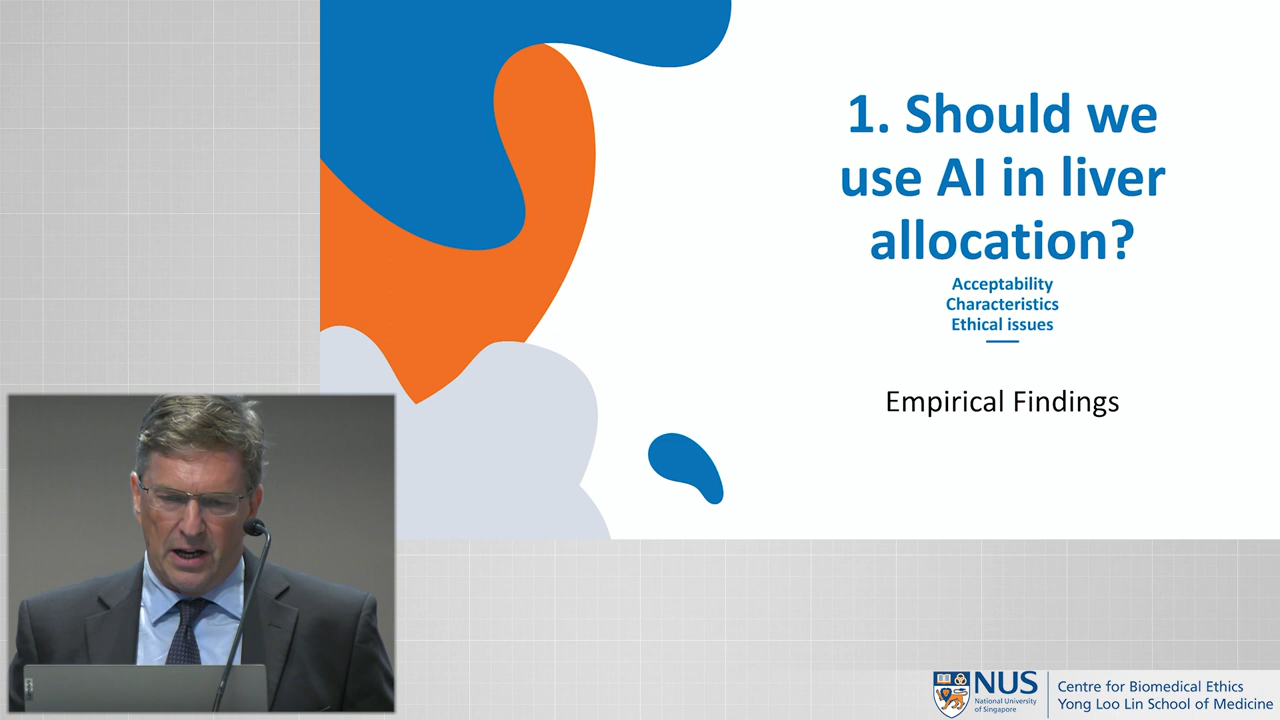 1. Should we
use AI in liver
allocation?
Acceptability
Characteristics
Ethical issues
Empirical Findings
NUS
National University
of Singapore
Centre for Biomedical Ethics
Yong Loo Lin School of Medicine